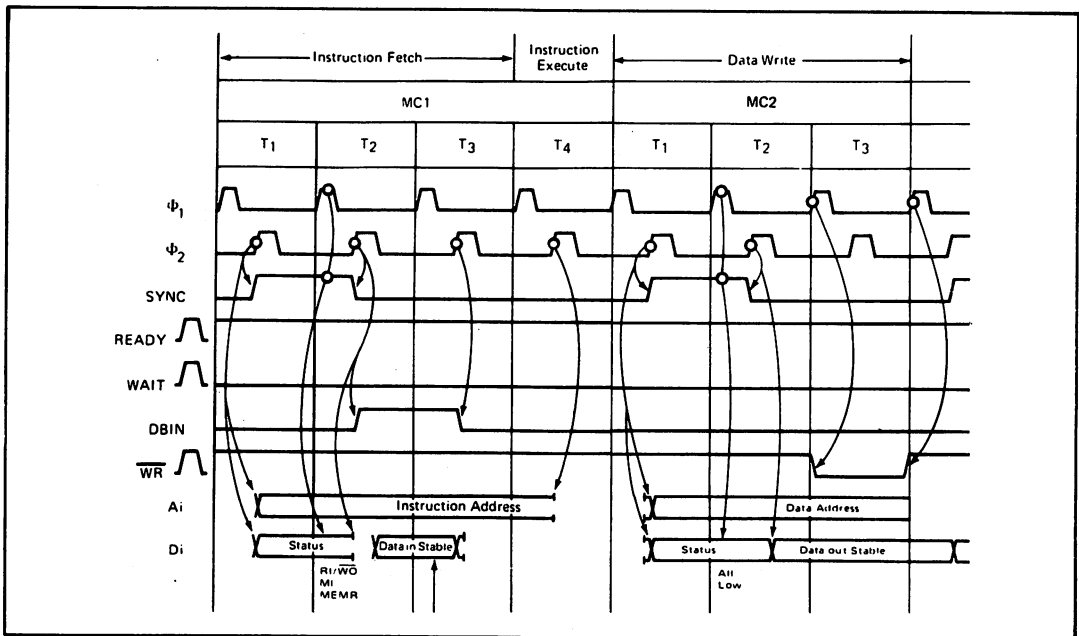 Instruction Fetch
Instruction
Execute
Data Write
MC1
MC2
T1
T2
T3
T4
T1
T2
T3
Φ1
Φ2
SYNC
READY
WAIT
DBIN
WR
Ai
Instruction Address
Data Address
Di
Status
Data in Stable
Status
Data out Stable
RI/WO
MI
MEMR
All
Low